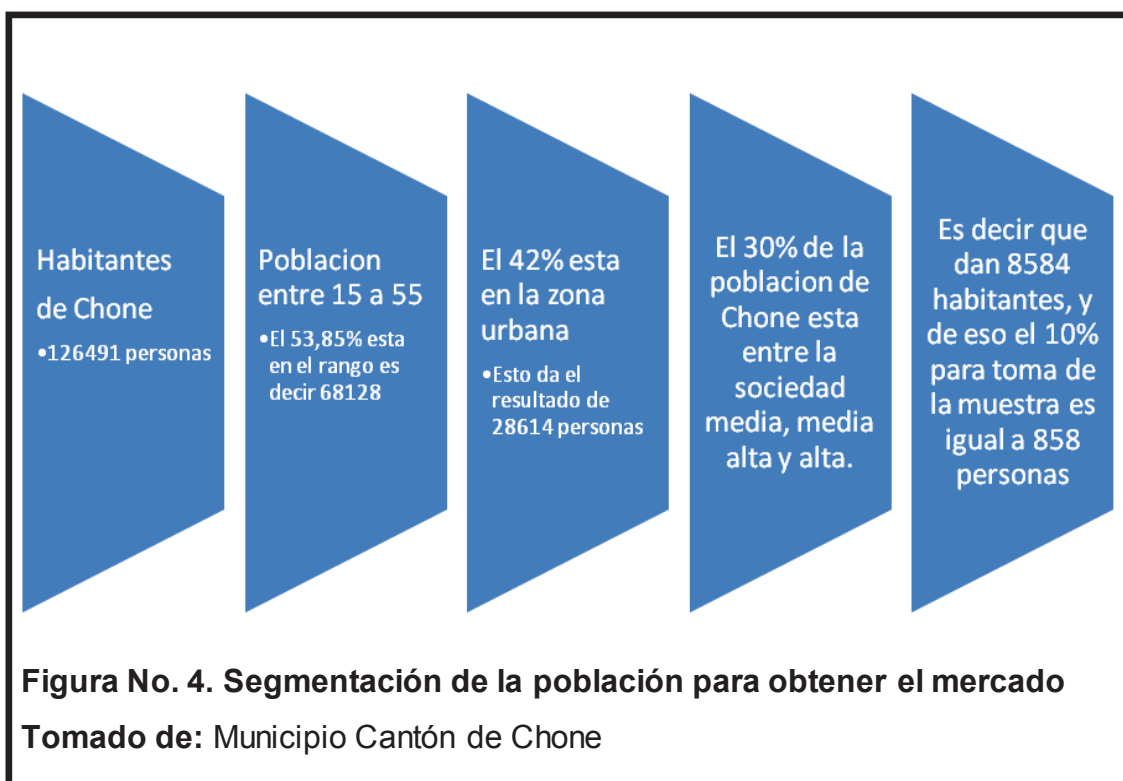 Habitantes
de Chone
•126491 personas
Poblacion
entre 15 a 55
•El 53,85% esta
en el rango es
decir 68128
El 42% esta
en la zona
urbana
•Esto da el
resultado de
28614 personas
El 30% de la
poblacion de
Chone esta
entre la
sociedad
media, media
alta y alta.
Es decir que
dan 8584
habitantes, y
de eso el 10%
para toma de
la muestra es
igual a 858
personas
Figura No. 4. Segmentación de la población para obtener el mercado
Tomado de: Municipio Cantón de Chone